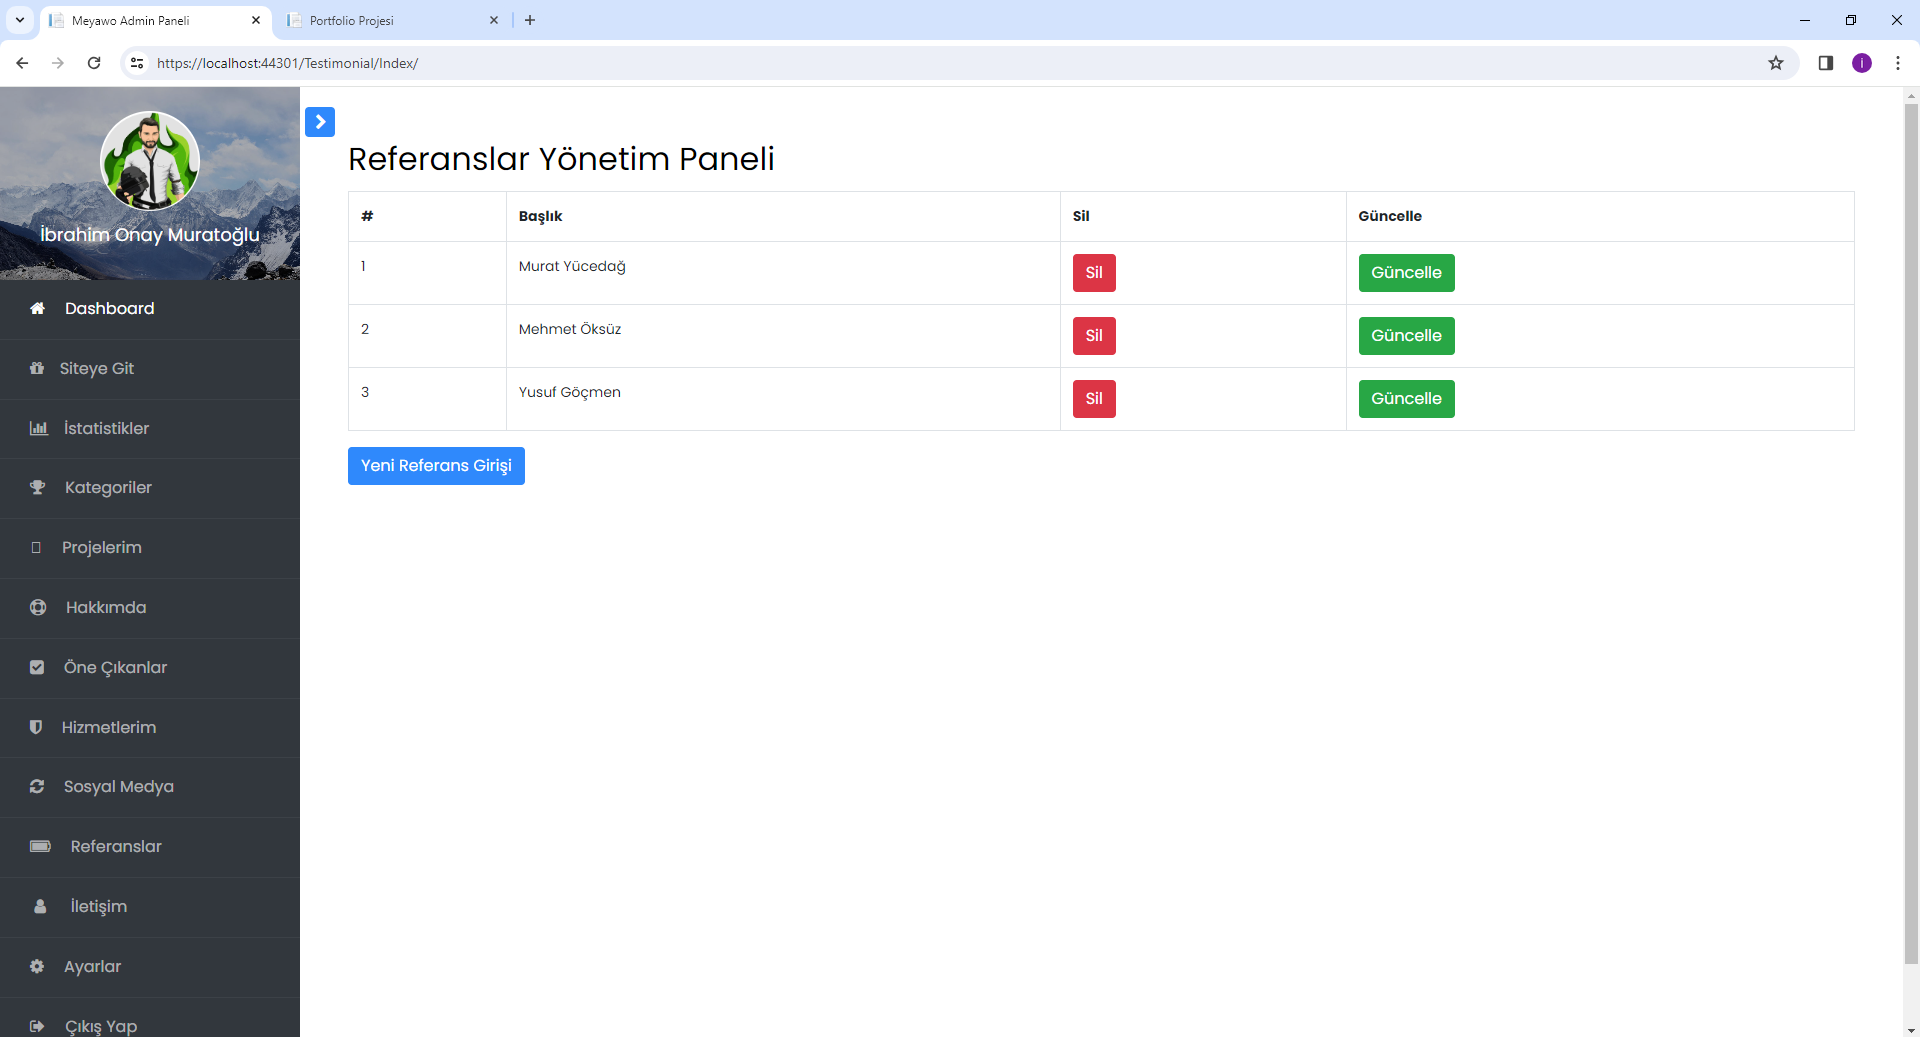 Meyawo Admin Paneli
Portfolio Projesi
https://localhost:44301/Testimonial/Index/
i
İbrahim Onay Muratoğlu
Dashboard
Siteye Git
İstatistikler
Kategoriler
Projelerim
Hakkımda
Öne Çıkanlar
Hizmetlerim
Sosyal Medya
Referanslar
İletişim
Ayarlar
Çıkış Yap
Referanslar Yönetim Paneli
# Başlık Sil Güncelle
1 Murat Yücedağ Sil Güncelle
2 Mehmet Öksüz Sil Güncelle
3 Yusuf Göçmen Sil Güncelle
Yeni Referans Girişi